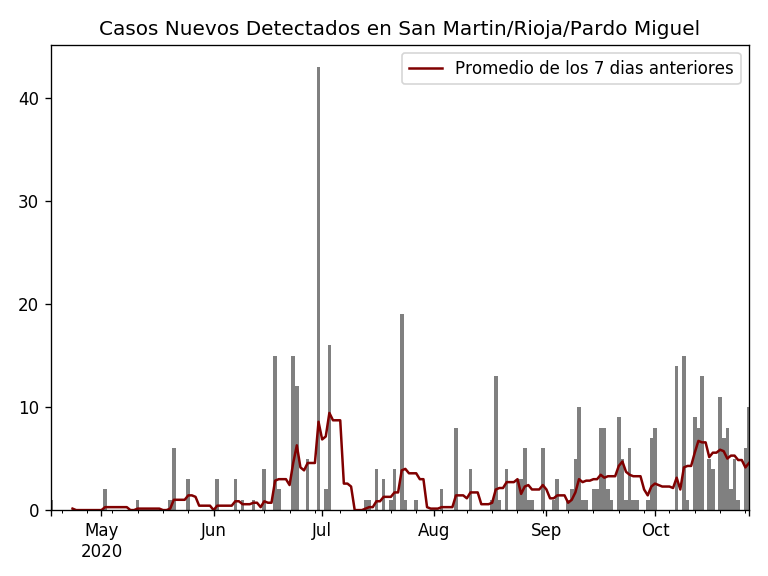 Casos Nuevos Detectados en San Martin/Rioja/Pardo Miguel
Promedio de los 7 dias anteriores
40
30
20
10
0
May Jun Jul Aug Sep Oct
2020